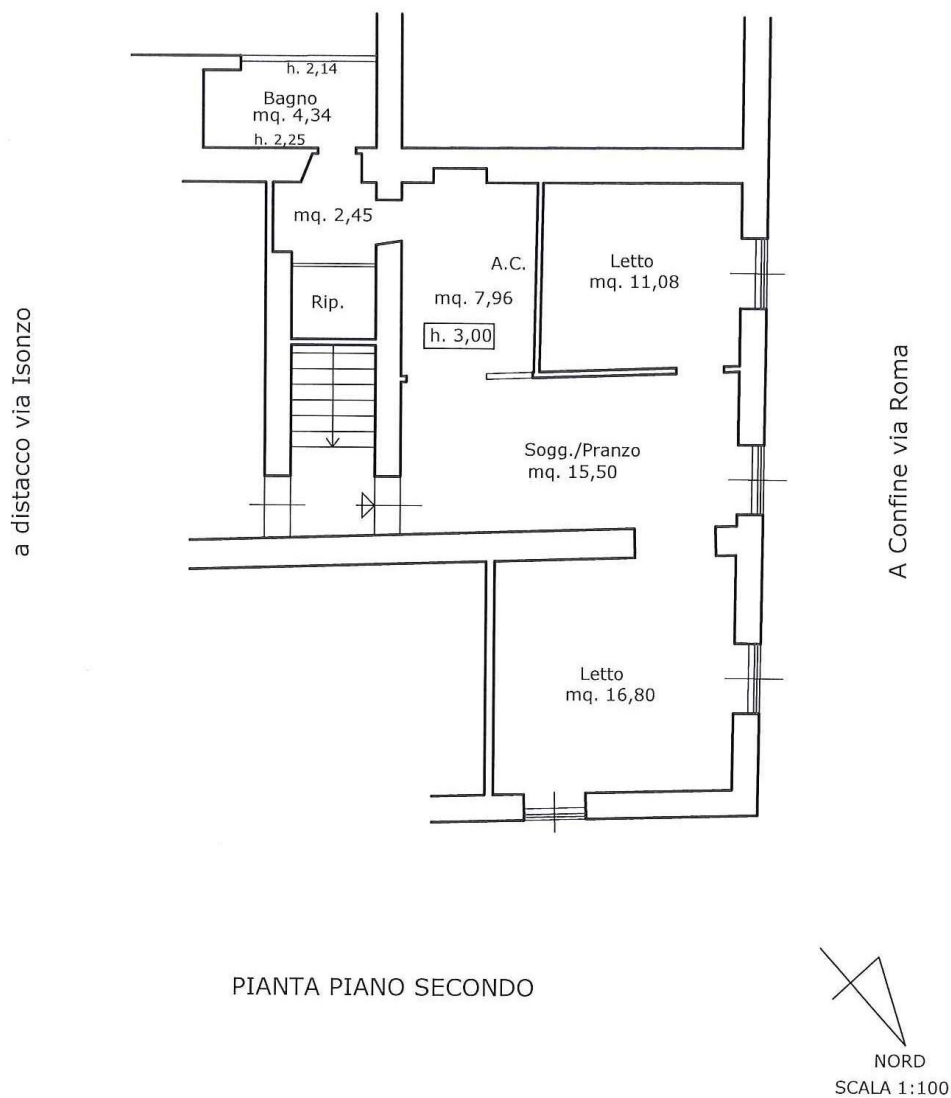 h. 2,14
Bagno
mq. 4,34
h. 2,25
mq. 2,45
A.C.
mq. 7,96
h. 3,00
Rip.
Letto
mq. 11,08
Sogg./Pranzo
mq. 15,50
Letto
mq. 16,80
a distacco via Isonzo
A Confine via Roma
PIANTA PIANO SECONDO
NORD
SCALA 1:100